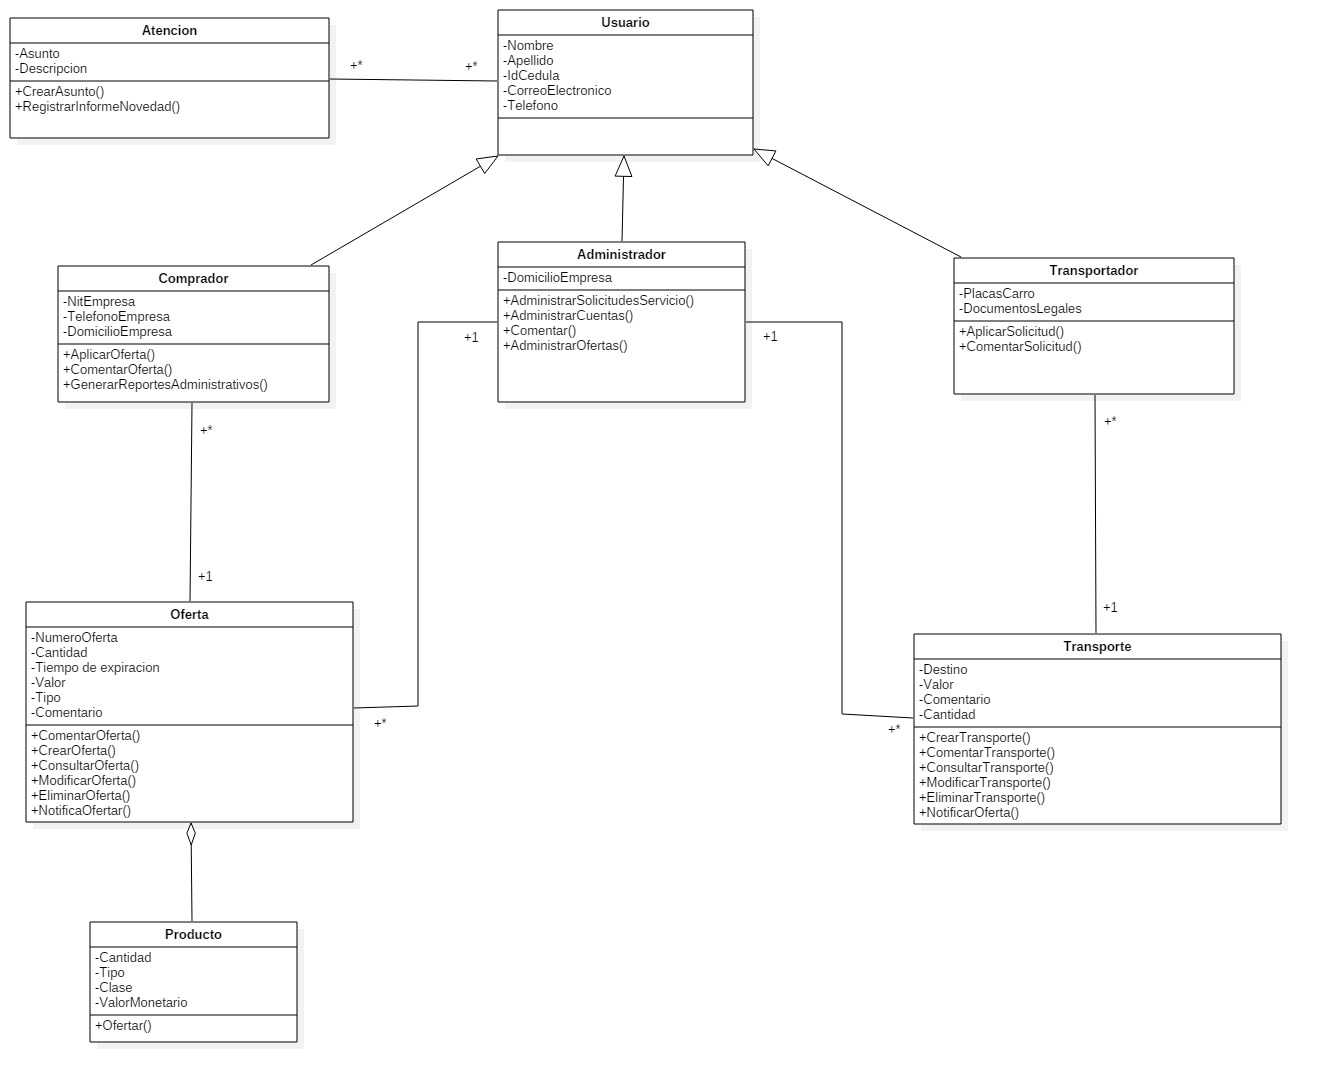 Atencion
-Asunto
-Descripcion
+CrearAsunto()
+RegistrarInformeNovedad()
+*
+*
Usuario
-Nombre
-Apellido
-IdCedula
-CorreoElectronico
-Telefono
Comprador
-NitEmpresa
-TelefonoEmpresa
-DomicilioEmpresa
+AplicarOferta()
+ComentarOferta()
+GenerarReportesAdministrativos()
Administrador
-DomicilioEmpresa
+AdministrarSolicitudesServicio()
+AdministrarCuentas()
+Comentar()
+AdministrarOfertas()
Transportador
-PlacasCarro
-DocumentosLegales
+AplicarSolicitud()
+ComentarSolicitud()
+1
+1
+*
+*
+1
+1
Oferta
-NumeroOferta
-Cantidad
-Tiempo de expiracion
-Valor
-Tipo
-Comentario
+ComentarOferta()
+CrearOferta()
+ConsultarOferta()
+ModificarOferta()
+EliminarOferta()
+NotificaOfertar()
+*
+*
Transporte
-Destino
-Valor
-Comentario
-Cantidad
+CrearTransporte()
+ComentarTransporte()
+ConsultarTransporte()
+ModificarTransporte()
+EliminarTransporte()
+NotificarOferta()
Producto
-Cantidad
-Tipo
-Clase
-ValorMonetario
+Ofertar()